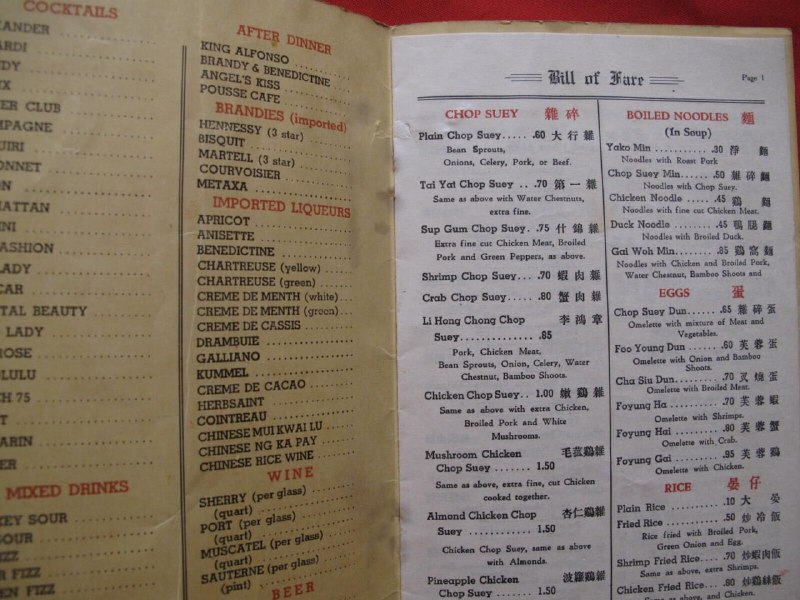 COCKTAILS
CLUB
OLD MIXED DRINKS
SOUR
SOUR
FIZZ
FIZZ
FIZZ
AFTER DINNER
KING ALFONSO
BRANDY & BENEDICTINE
ANGEL'S KISS
POUSSE CAFE
BRANDIES (imported)
HENNESSY (3 star)
BISQUIT
MARTELL (3 star)
COURVOISIER
METAXA
IMPORTED LIQUEURS
APRICOT
ANISETTE
BENEDICTINE
CHARTREUSE (yellow)
CHARTREUSE (green)
CREME DE MENTH (white)
CREME DE MENTH (green)
CREME DE CASSIS
DRAMBUIE
GALLIANO
KUMMEL
CREME DE CACAO
HERBSAINT
COINTREAU
CHINESE MUI KWAI LU
CHINESE NG KA PAY
CHINESE RICE WINE
WINE
SHERRY (per glass)
(quart)
PORT (per glass)
(quart)
MUSCATEL (per glass)
(quart)
SAUTERNE (per glass)
(pint)
BEER
Bill of Fare
Page 1
CHOP SUEY 雜碎
Plain Chop Suey..... .60 大行雜
Bean Sprouts,
Onions, Celery, Pork, or Beef.
Tai Yat Chop Suey .. .70 第一雜
Same as above with Water Chestnuts,
extra fine.
Sup Gum Chop Suey. .75 什錦雜
Extra fine cut Chicken Meat, Broiled
Pork and Green Peppers, as above.
Shrimp Chop Suey... .70 蝦肉雜
Crab Chop Suey..... .80 蟹肉雜
Li Hong Chong Chop 李鴻章
Suey.............. .85
Pork, Chicken Meat,
Bean Sprouts, Onion, Celery, Water
Chestnut, Bamboo Shoots.
Chicken Chop Suey.. 1.00 嫩鷄雜
Same as above with extra Chicken,
Broiled Pork and White
Mushrooms.
Mushroom Chicken 毛菇鷄雜
Chop Suey ....... 1.50
Same as above, extra fine, cut Chicken
cooked together.
Almond Chicken Chop 杏仁鷄雜
Suey ............. 1.50
Chicken Chop Suey, same as above
with Almonds.
Pineapple Chicken 波羅鷄雜
Chop Suey ....... 1.50
BOILED NOODLES 麵
(In Soup)
Yako Min ............ .30 淨麵
Noodles with Roast Pork
Chop Suey Min...... .50 雜碎麵
Noodles with Chop Suey.
Chicken Noodle ..... .45 鷄麵
Noodles with fine cut Chicken Meat.
Duck Noodle ........ .45 鴨腿麵
Noodles with Broiled Duck.
Gai Woh Min........ .85 鷄窩麵
Noodles with Chicken and Broiled Pork,
Water Chestnut, Bamboo Shoots and
EGGS 蛋
Chop Suey Dun..... .65 雜碎蛋
Omelette with mixture of Meat and
Vegetables.
Foo Young Dun ..... .60 芙蓉蛋
Omelette with Onion and Bamboo
Shoots.
Cha Siu Dun........ .70 叉燒蛋
Omelette with Broiled Meat.
Foyung Ha ......... .70 芙蓉蝦
Omelette with Shrimps.
Foyung Hai ........ .80 芙蓉蟹
Omelette with Crab.
Foyung Gai ........ .95 芙蓉鷄
Omelette with Chicken.
RICE 晏仔
Plain Rice ......... .10 大晏
Fried Rice ......... .50 炒冷飯
Rice fried with Broiled Pork,
Green Onion and Egg.
Shrimp Fried Rice... .70 炒蝦肉飯
Same as above, extra Shrimps.
Chicken Fried Rice.. .80 炒鷄絲飯
Same as above, extra Chicken.